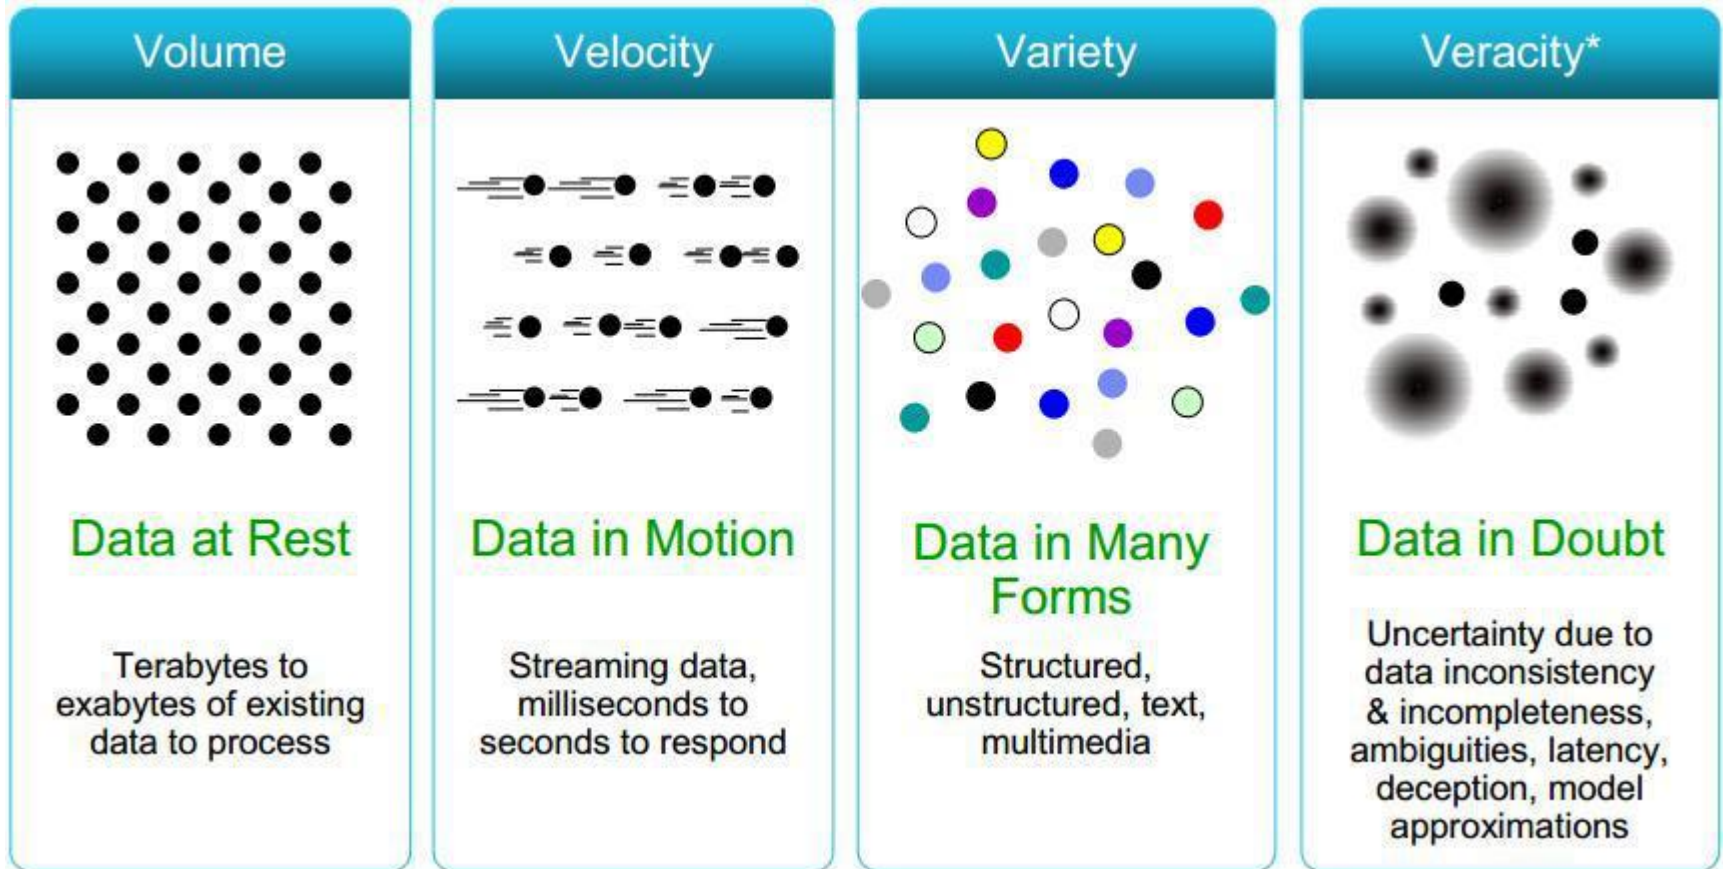 Volume
Data at Rest
Terabytes to
exabytes of existing
data to process
Velocity
Data in Motion
Streaming data,
milliseconds to
seconds to respond
Variety
Data in Many
Forms
Structured,
unstructured, text,
multimedia
Veracity*
Data in Doubt
Uncertainty due to
data inconsistency
& incompleteness,
ambiguities, latency,
deception, model
approximations